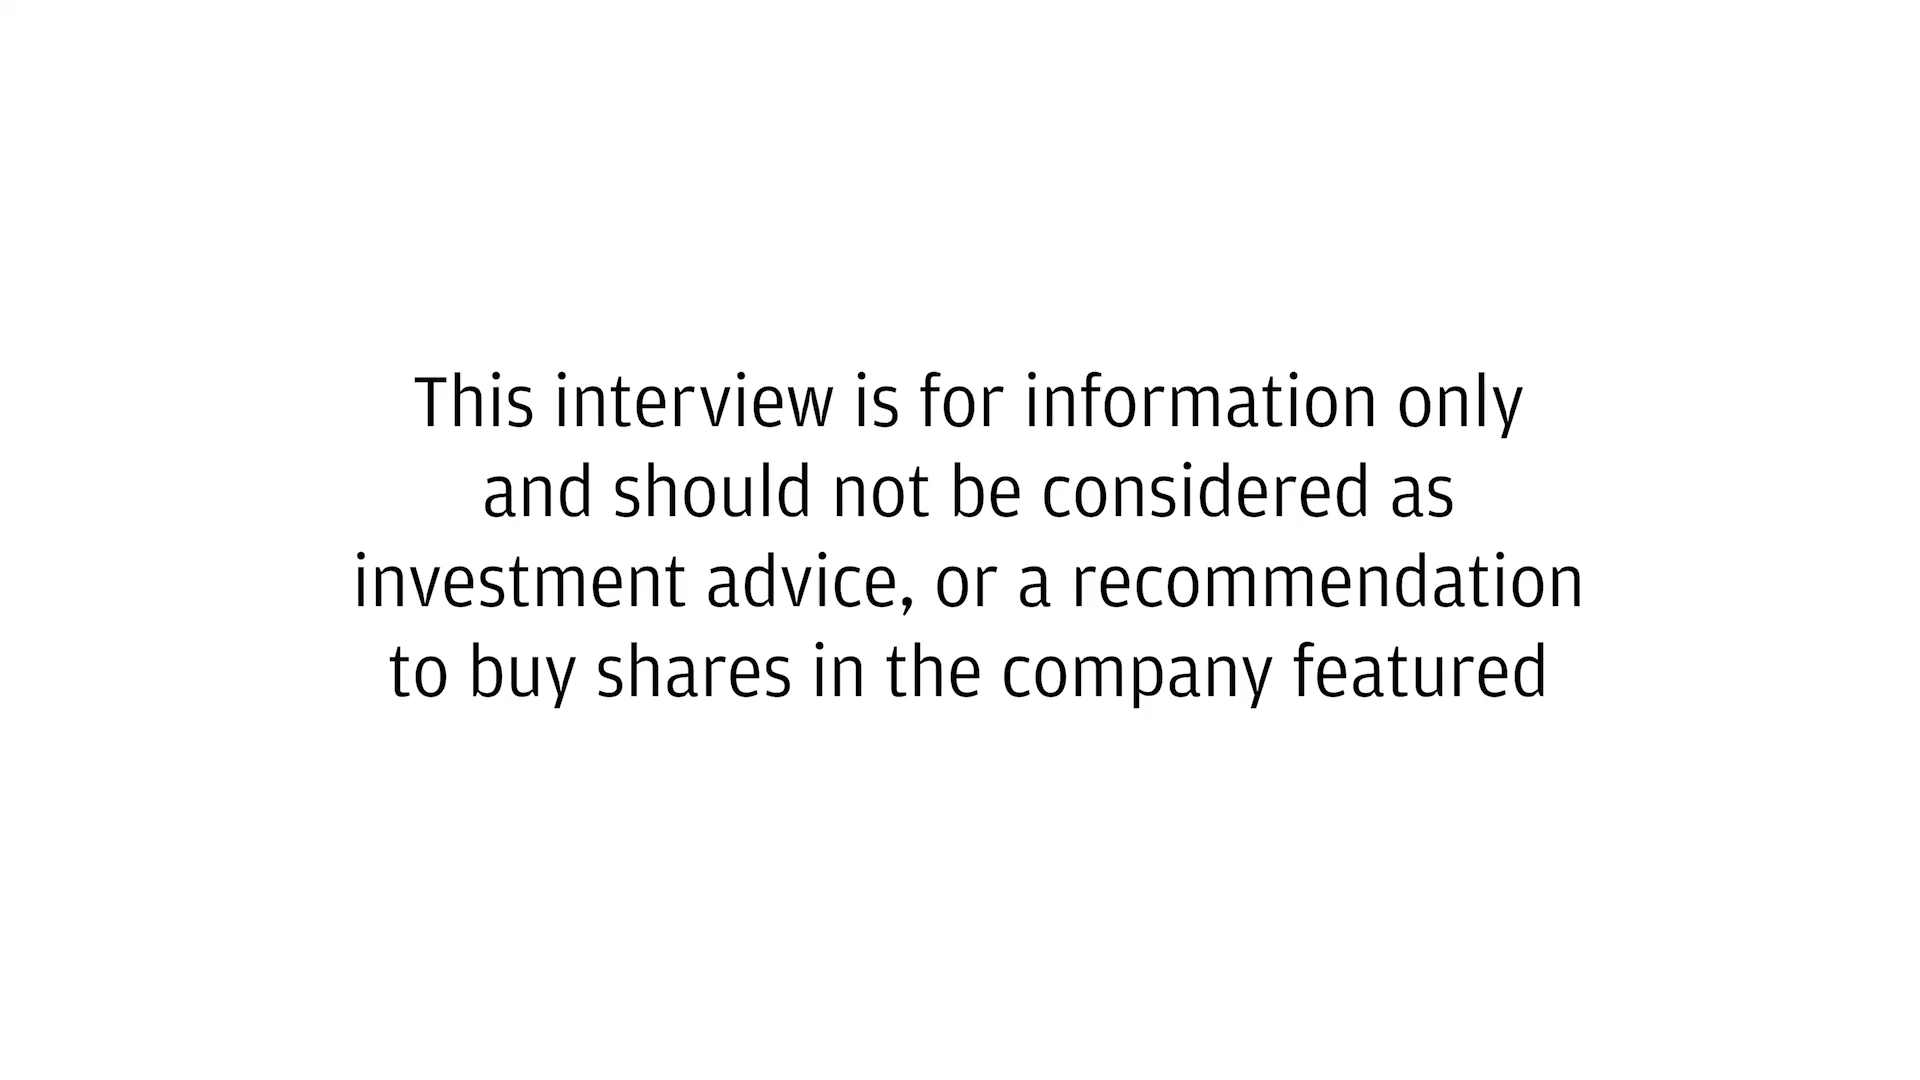 This interview is for information only
and should not be considered as
investment advice, or a recommendation
to buy shares in the company featured